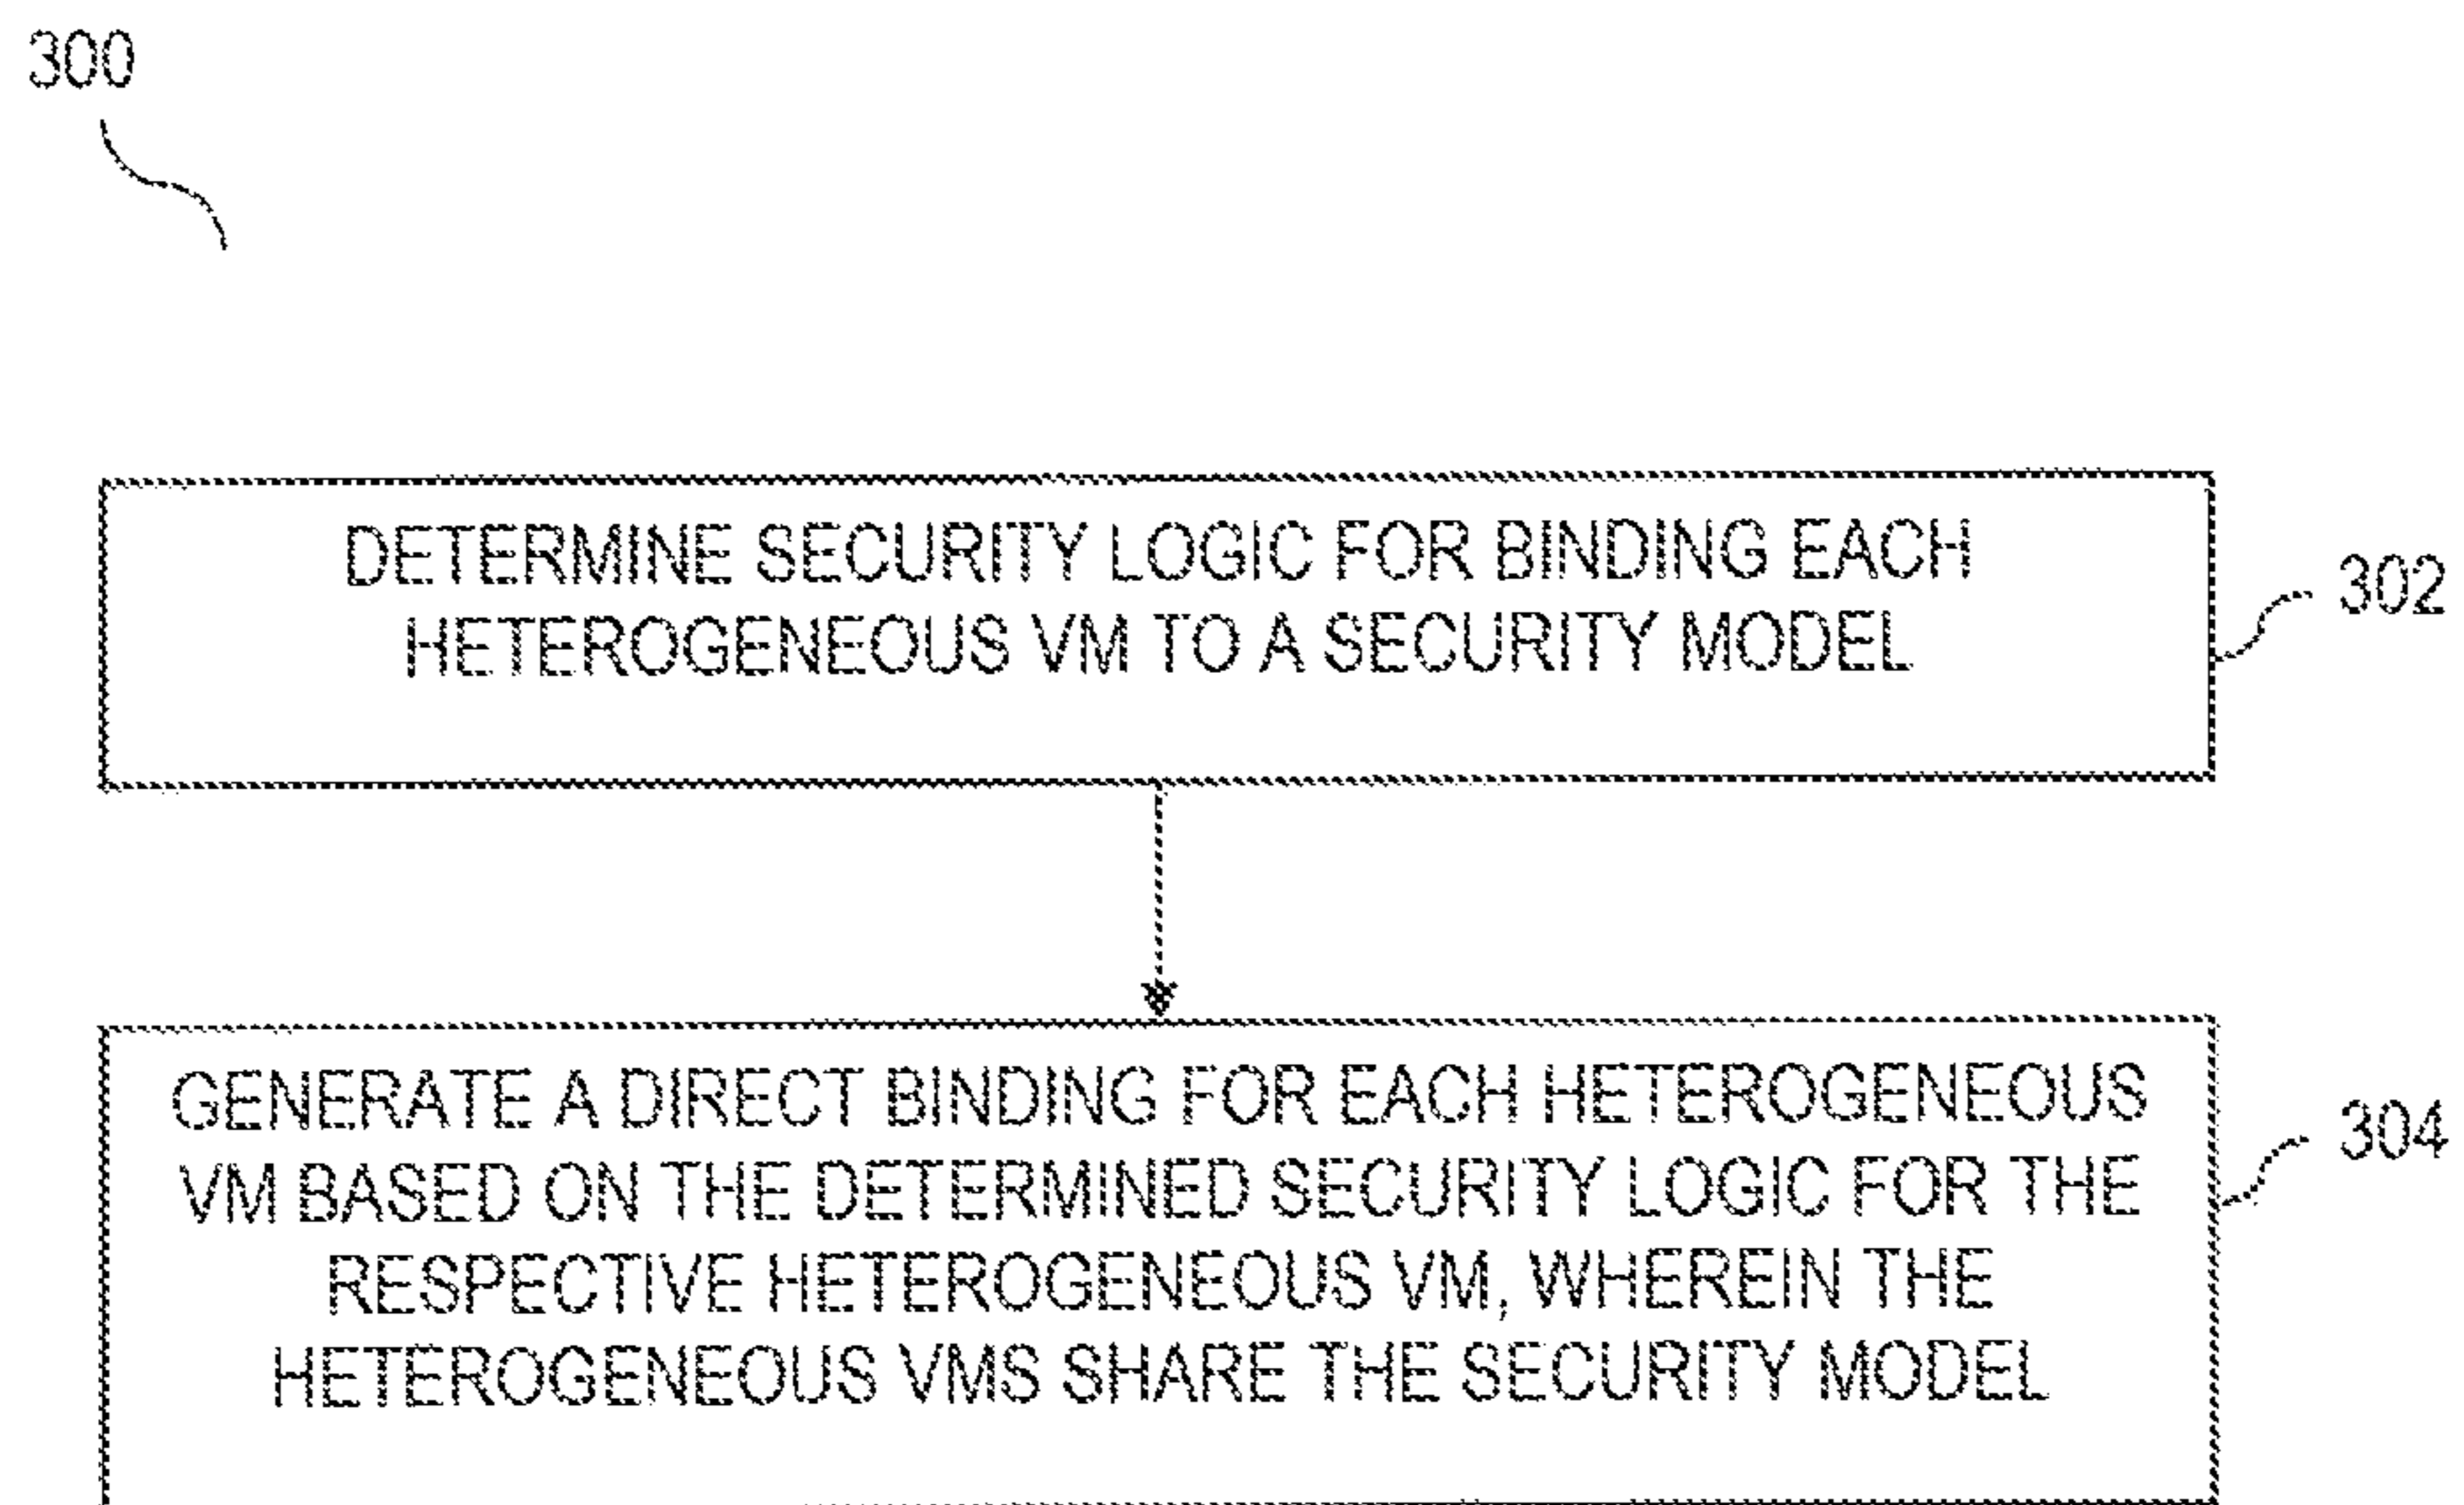 300
DETERMINE SECURITY LOGIC FOR BINDING EACH
HETEROGENEOUS VM TO A SECURITY MODEL
302
GENERATE A DIRECT BINDING FOR EACH HETEROGENEOUS
VM BASED ON THE DETERMINED SECURITY LOGIC FOR THE
RESPECTIVE HETEROGENEOUS VM, WHEREIN THE
HETEROGENEOUS VMS SHARE THE SECURITY MODEL
304